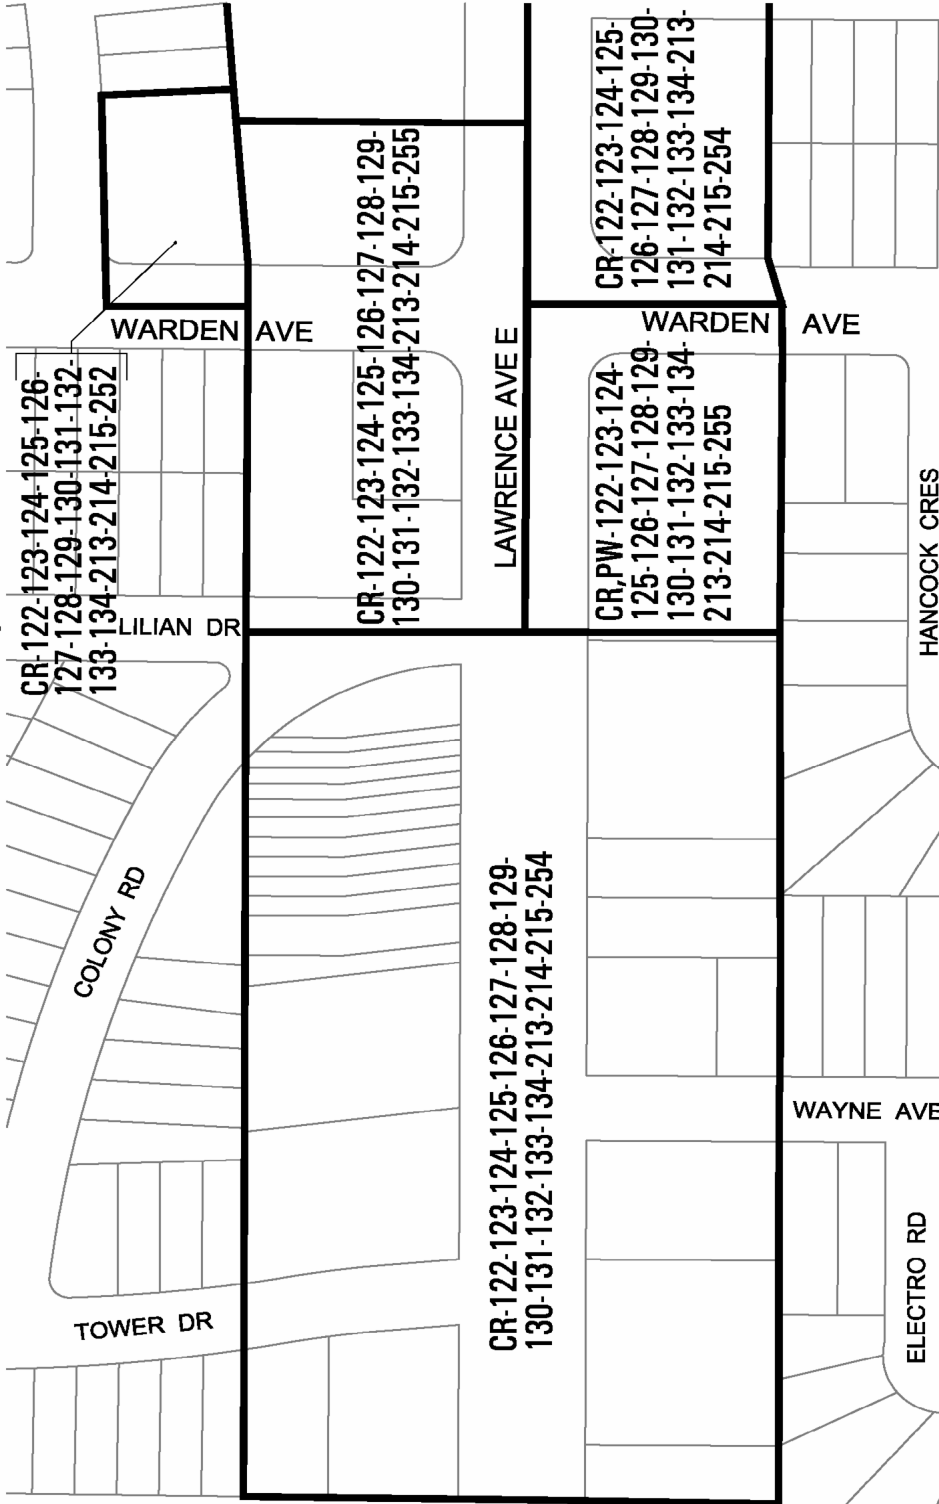 CR-122-123-124-125-126-
127-128-129-130-131-132-
133-134-213-214-215-252
WARDEN AVE
LILIAN DR
CR-122-123-124-125-126-127-128-129-
130-131-132-133-134-213-214-215-255
LAWRENCE AVE E
CR-122-123-124-125-
126-127-128-129-130-
131-132-133-134-213-
214-215-254
WARDEN AVE
CR,PW-122-123-124-
125-126-127-128-129-
130-131-132-133-134-
213-214-215-255
HANCOCK CRES
COLONY RD
CR-122-123-124-125-126-127-128-129-
130-131-132-133-134-213-214-215-254
WAYNE AVE
TOWER DR
ELECTRO RD